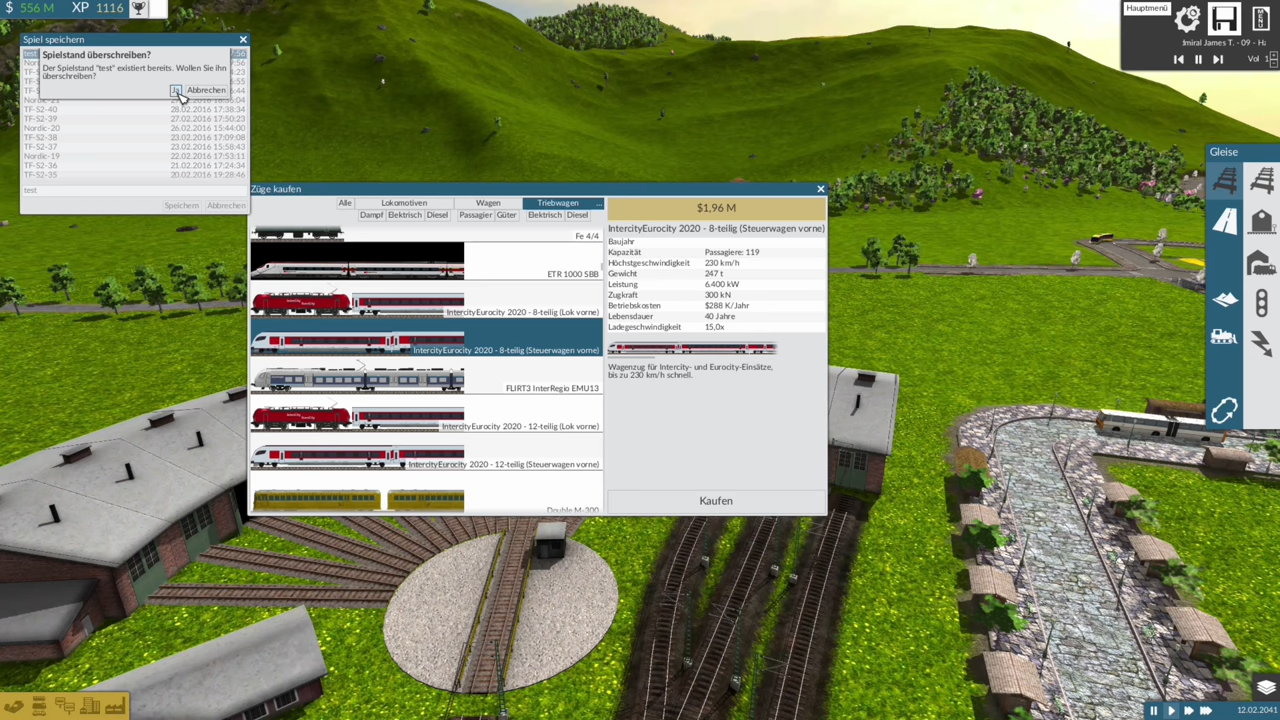 $ 556 M XP 1116
Hauptmenü
MENÜ
Vol 1
Spiel speichern
Spielstand überschreiben?
Der Spielstand "test" existiert bereits. Wollen Sie ihn
überschreiben?
Ja Abbrechen
TF-S2-40 28.02.2016 17:38:34
TF-S2-39 27.02.2016 17:50:23
Nordic-20 26.02.2016 15:44:00
TF-S2-38 23.02.2016 17:09:08
TF-S2-37 23.02.2016 15:58:43
Nordic-19 22.02.2016 17:53:11
TF-S2-36 21.02.2016 17:24:34
TF-S2-35 20.02.2016 19:28:46
test
Speichern Abbrechen
Gleise
Züge kaufen
Alle Lokomotiven Wagen Triebwagen ...
Dampf Elektrisch Diesel Passagier Güter Elektrisch Diesel
Fe 4/4
ETR 1000 SBB
IntercityEurocity 2020 - 8-teilig (Lok vorne)
IntercityEurocity 2020 - 8-teilig (Steuerwagen vorne)
FLIRT3 InterRegio EMU13
IntercityEurocity 2020 - 12-teilig (Lok vorne)
IntercityEurocity 2020 - 12-teilig (Steuerwagen vorne)
Double M-300
$1,96 M
IntercityEurocity 2020 - 8-teilig (Steuerwagen vorne)
Baujahr
Kapazität Passagiere: 119
Höchstgeschwindigkeit 230 km/h
Gewicht 247 t
Leistung 6.400 kW
Zugkraft 300 kN
Betriebskosten $288 K/Jahr
Lebensdauer 40 Jahre
Ladegeschwindigkeit 15,0x
Wagenzug für Intercity- und Eurocity-Einsätze,
bis zu 230 km/h schnell.
Kaufen
12.02.2041